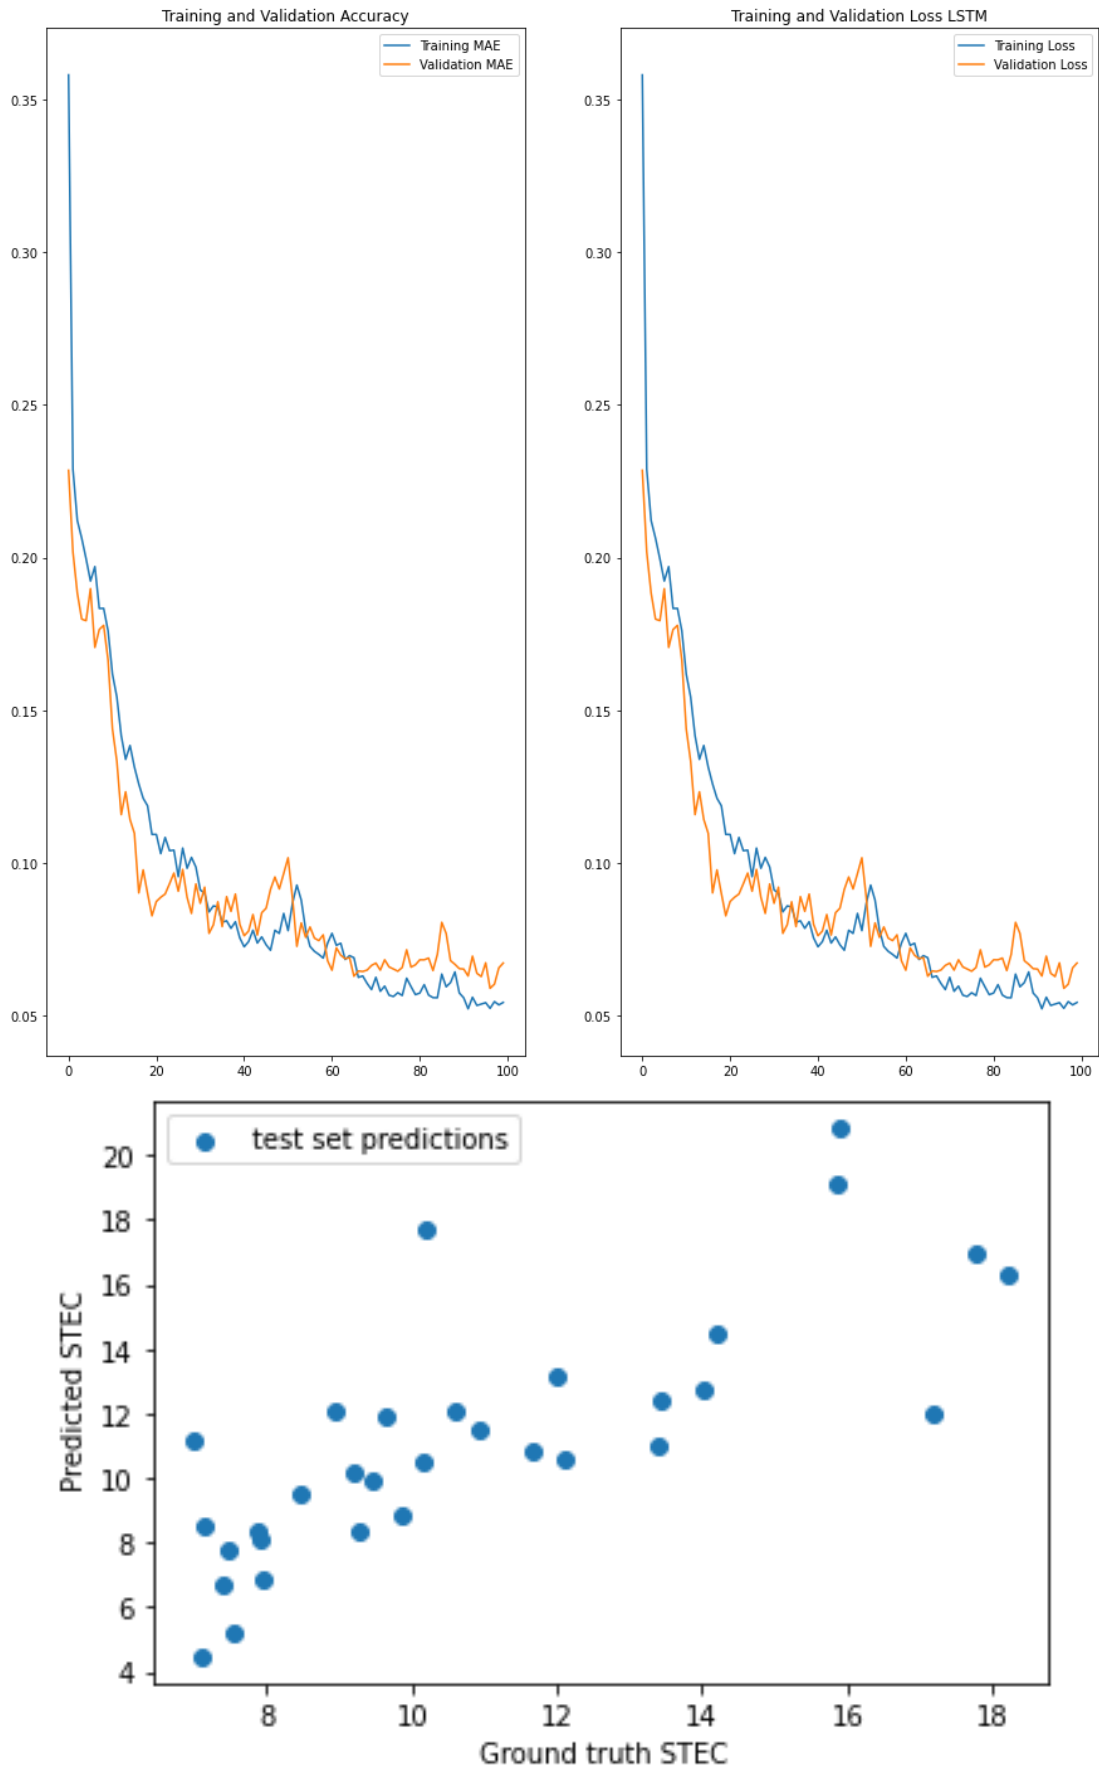 Training and Validation Accuracy
Training MAE
Validation MAE
0.35
0.30
0.25
0.20
0.15
0.10
0.05
0 20 40 60 80 100
Training and Validation Loss LSTM
Training Loss
Validation Loss
0.35
0.30
0.25
0.20
0.15
0.10
0.05
0 20 40 60 80 100
test set predictions
Predicted STEC
20
18
16
14
12
10
8
6
4
8 10 12 14 16 18
Ground truth STEC